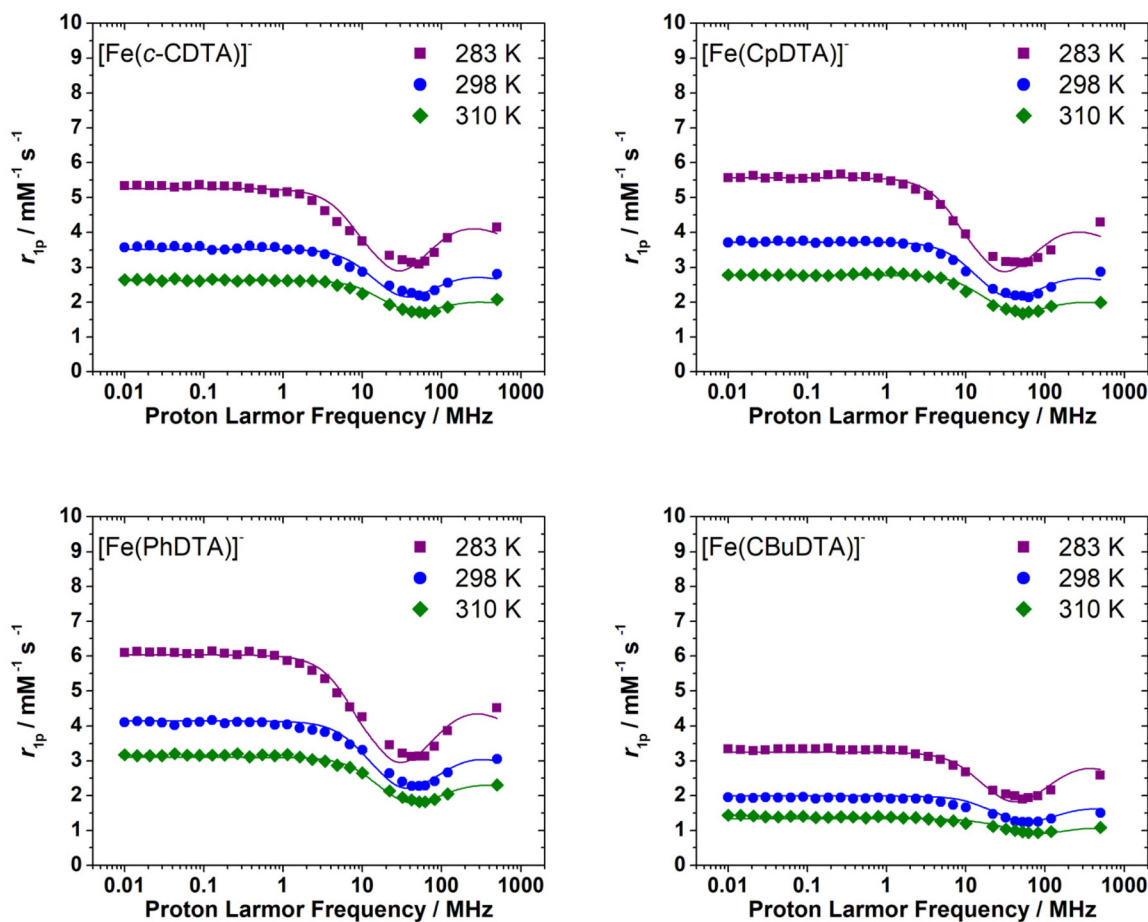 [Fe(c-CDTA)]⁻
283 K
298 K
310 K
r₁ₚ / mM⁻¹ s⁻¹
10
9
8
7
6
5
4
3
2
1
0
0.01 0.1 1 10 100 1000
Proton Larmor Frequency / MHz
[Fe(CpDTA)]⁻
283 K
298 K
310 K
r₁ₚ / mM⁻¹ s⁻¹
10
9
8
7
6
5
4
3
2
1
0
0.01 0.1 1 10 100 1000
Proton Larmor Frequency / MHz
[Fe(PhDTA)]⁻
283 K
298 K
310 K
r₁ₚ / mM⁻¹ s⁻¹
10
9
8
7
6
5
4
3
2
1
0
0.01 0.1 1 10 100 1000
Proton Larmor Frequency / MHz
[Fe(CBuDTA)]⁻
283 K
298 K
310 K
r₁ₚ / mM⁻¹ s⁻¹
10
9
8
7
6
5
4
3
2
1
0
0.01 0.1 1 10 100 1000
Proton Larmor Frequency / MHz